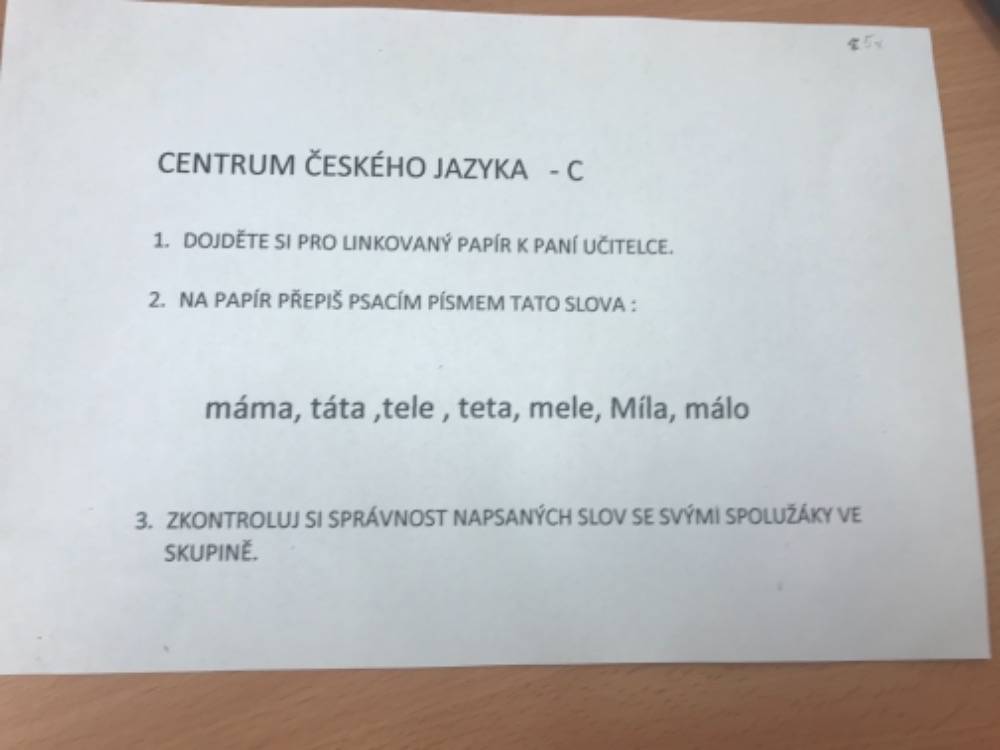 5x
CENTRUM ČESKÉHO JAZYKA - C
1. DOJDĚTE SI PRO LINKOVANÝ PAPÍR K PANÍ UČITELCE.
2. NA PAPÍR PŘEPIŠ PSACÍM PÍSMEM TATO SLOVA :
máma, táta ,tele , teta, mele, Míla, málo
3. ZKONTROLUJ SI SPRÁVNOST NAPSANÝCH SLOV SE SVÝMI SPOLUŽÁKY VE
SKUPINĚ.